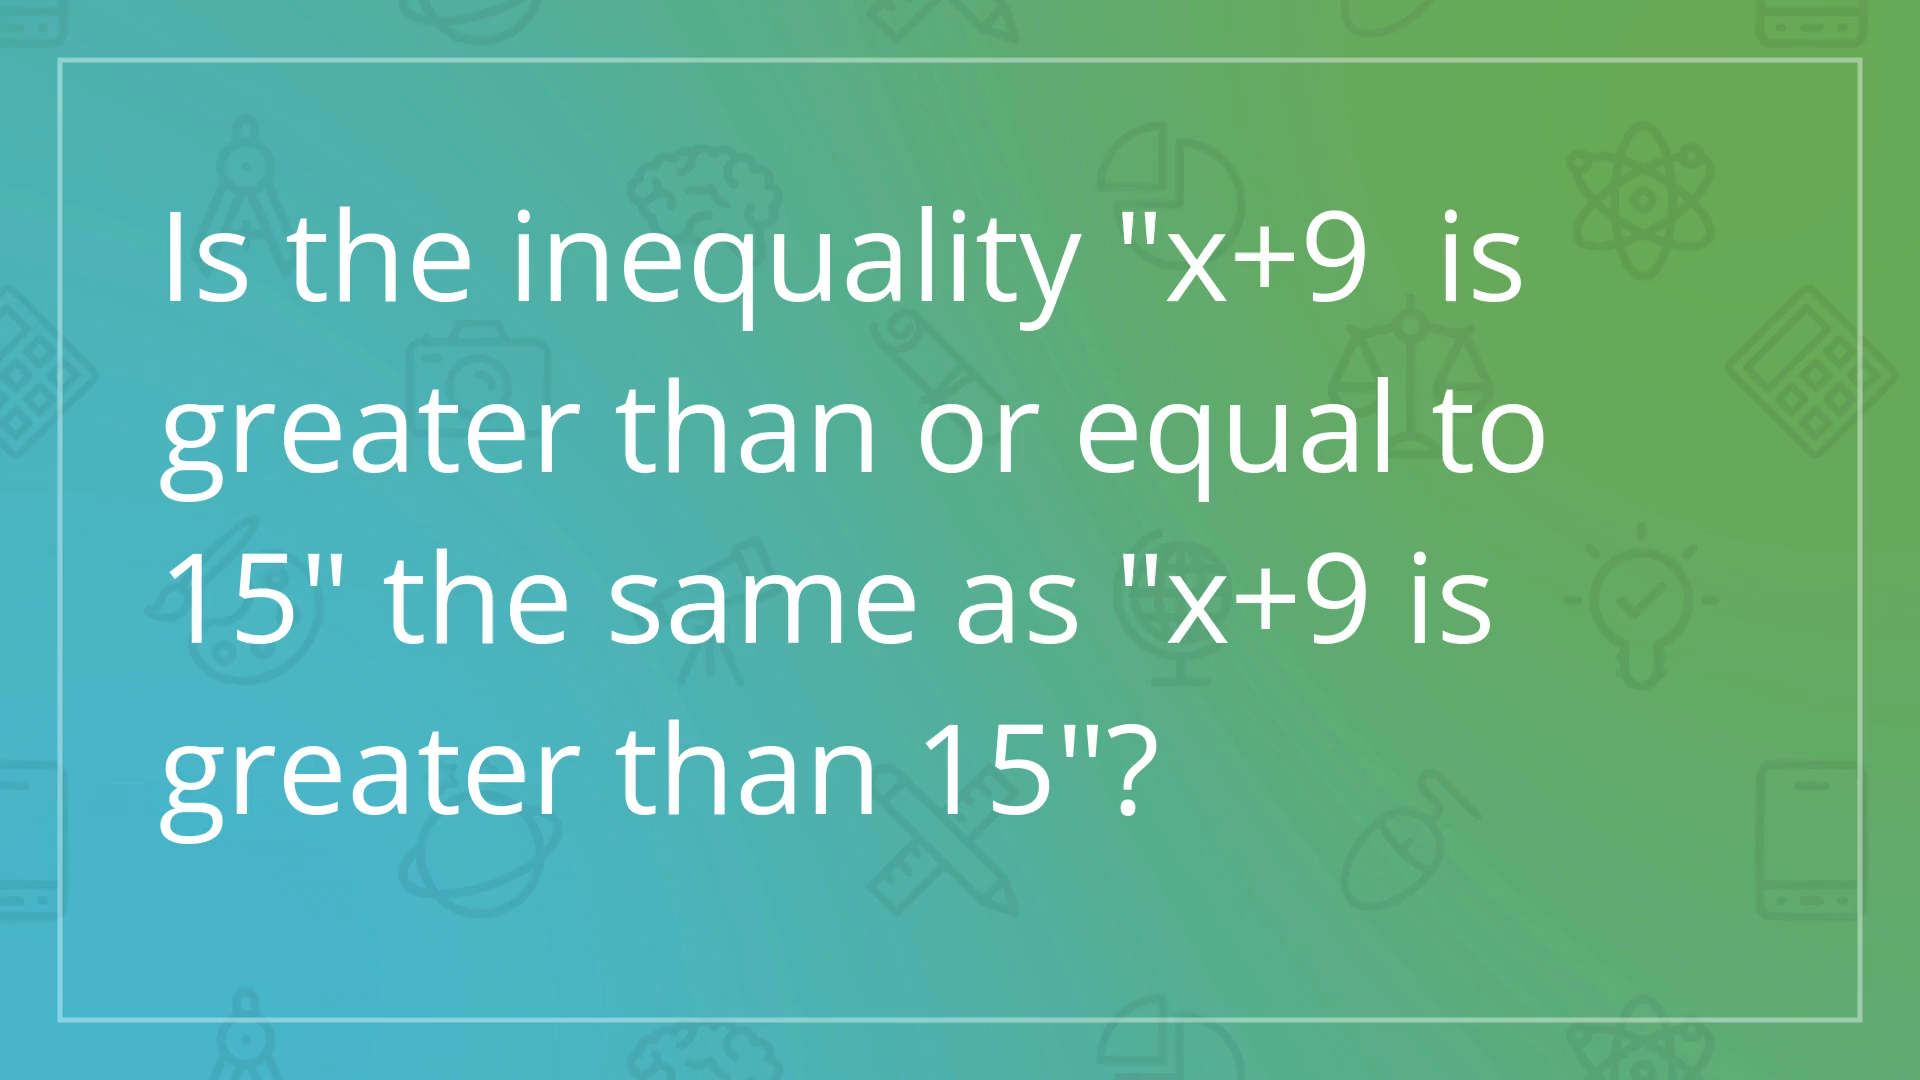 Is the inequality "x+9  is
greater than or equal to
15" the same as "x+9 is
greater than 15"?